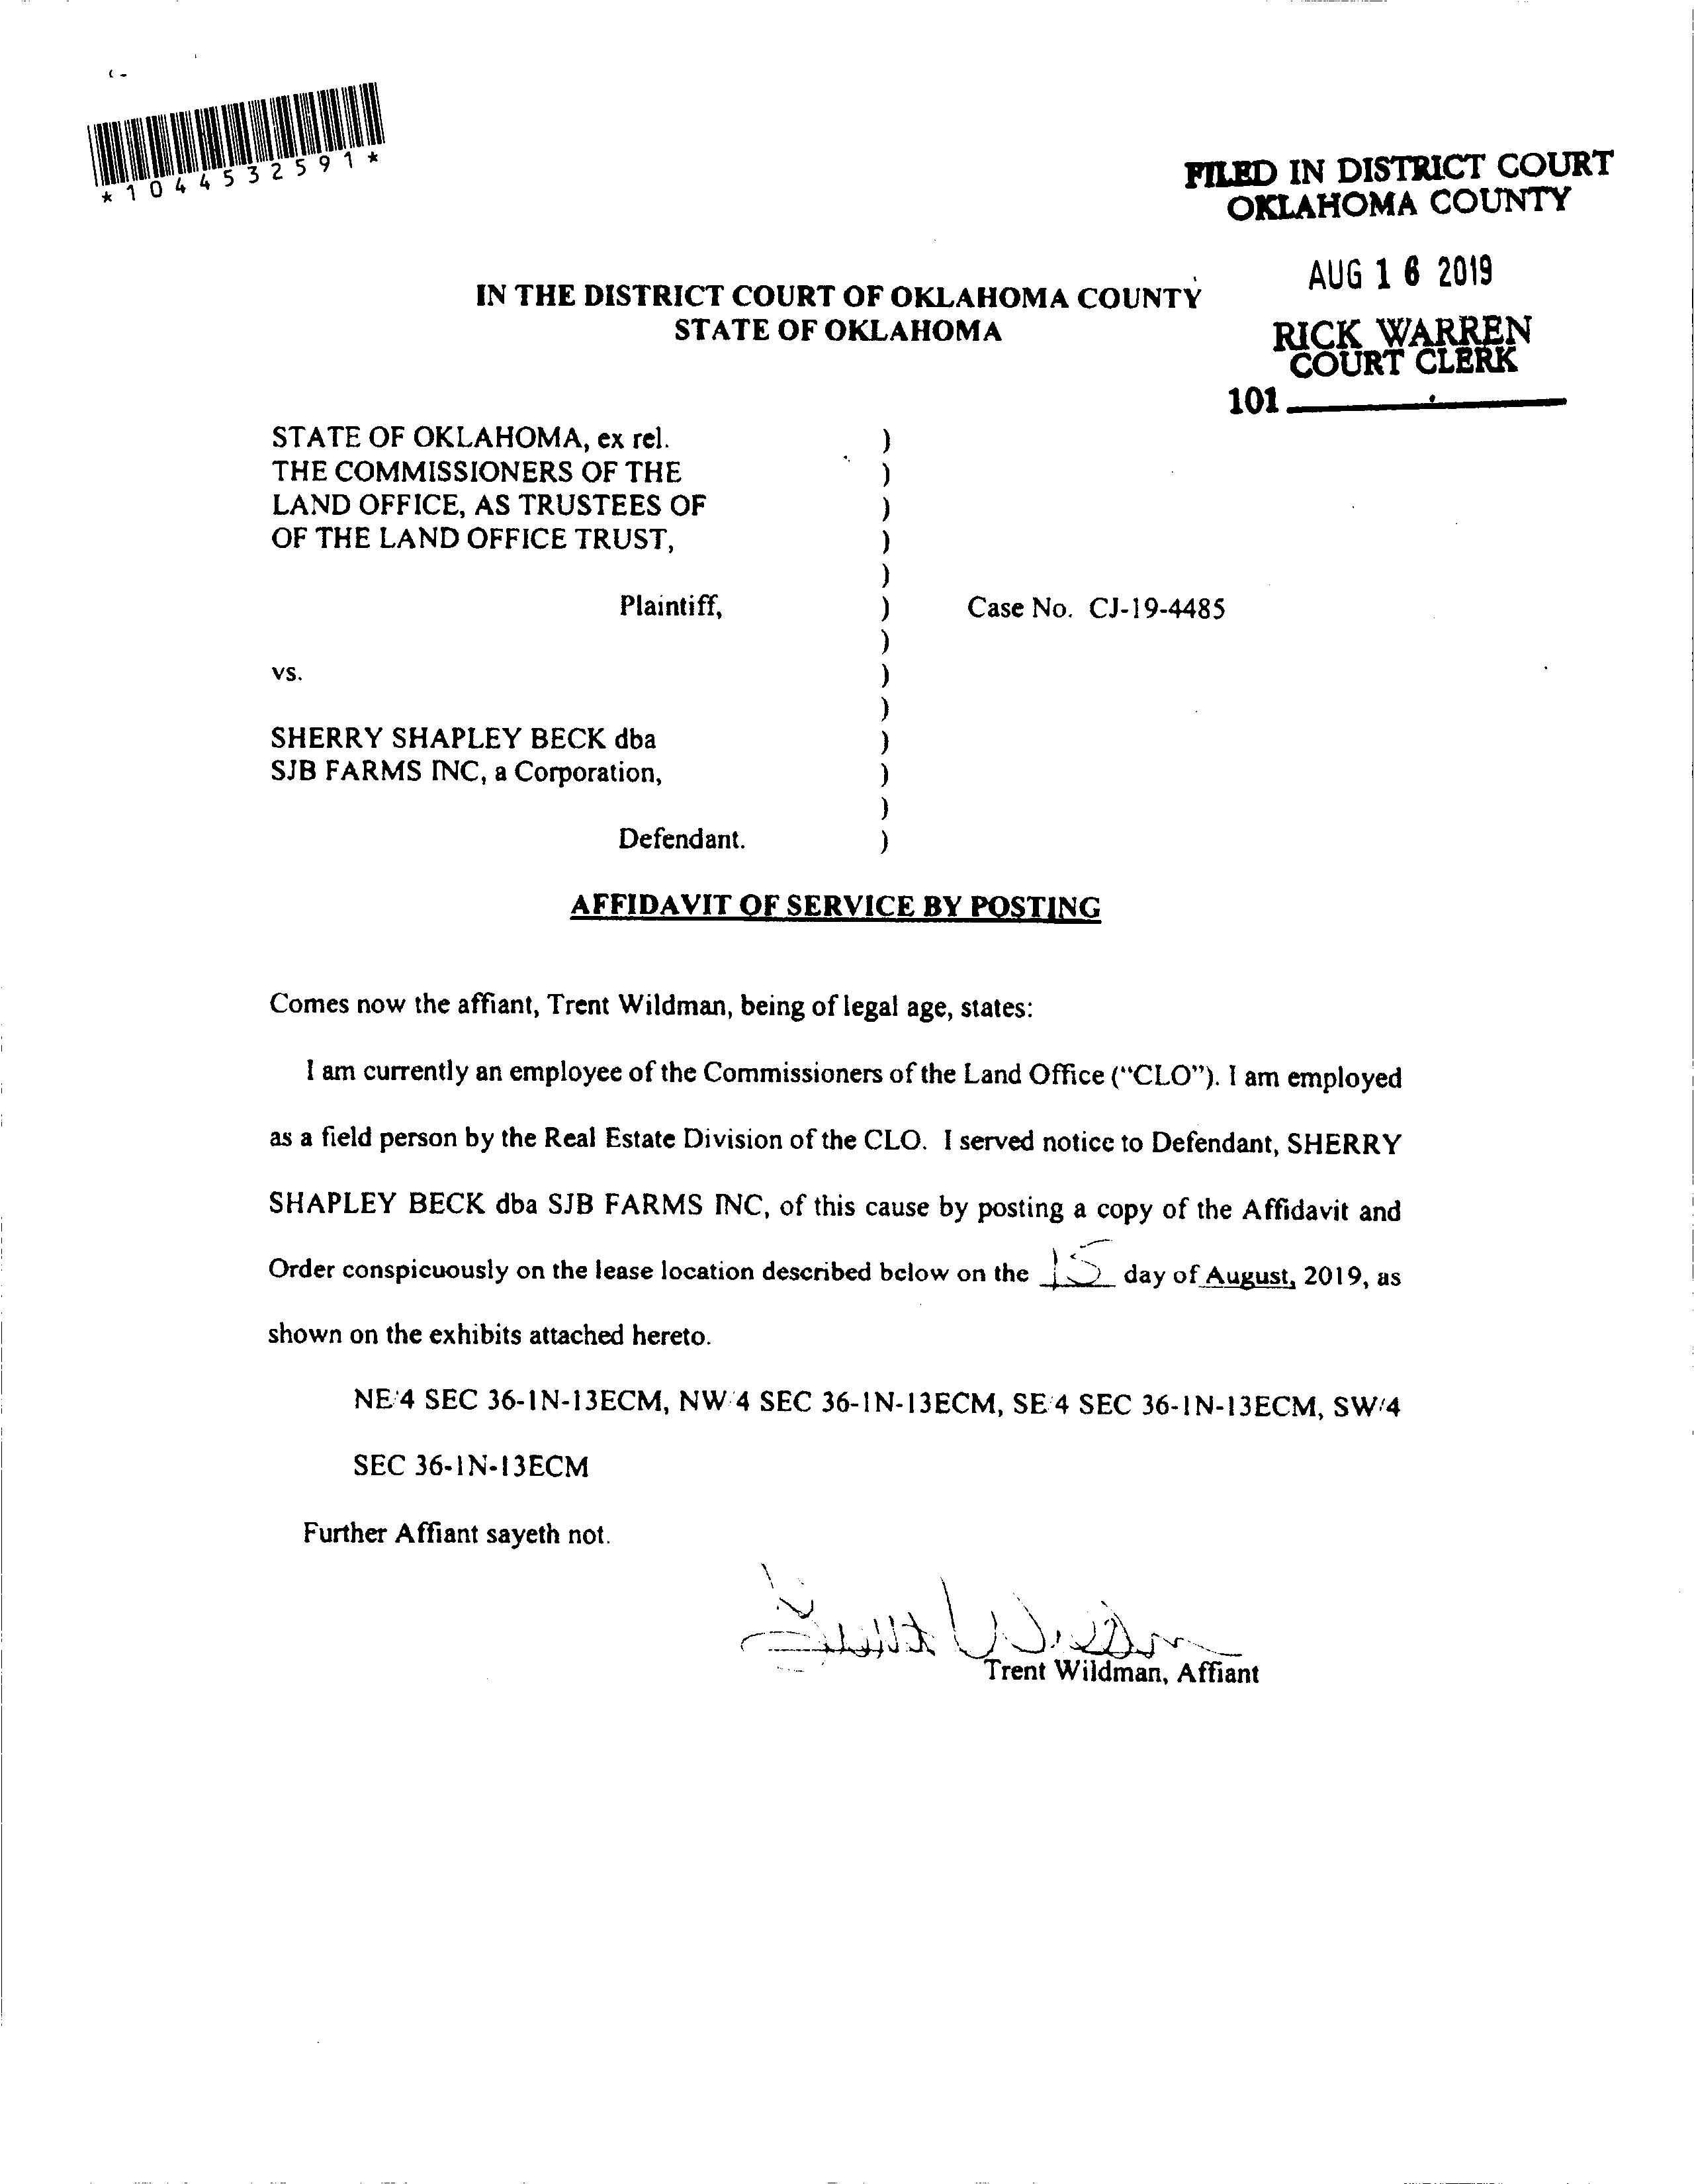 *1044532591*
FILED IN DISTRICT COURT
OKLAHOMA COUNTY
AUG 16 2019
RICK WARREN
COURT CLERK
101
IN THE DISTRICT COURT OF OKLAHOMA COUNTY
STATE OF OKLAHOMA
STATE OF OKLAHOMA, ex rel. )
THE COMMISSIONERS OF THE )
LAND OFFICE, AS TRUSTEES OF )
OF THE LAND OFFICE TRUST, )
)
Plaintiff, ) Case No. CJ-19-4485
)
vs. )
)
SHERRY SHAPLEY BECK dba )
SJB FARMS INC, a Corporation, )
)
Defendant. )
AFFIDAVIT OF SERVICE BY POSTING
Comes now the affiant, Trent Wildman, being of legal age, states:
I am currently an employee of the Commissioners of the Land Office (“CLO”). I am employed
as a field person by the Real Estate Division of the CLO. I served notice to Defendant, SHERRY
SHAPLEY BECK dba SJB FARMS INC, of this cause by posting a copy of the Affidavit and
Order conspicuously on the lease location described below on the 15 day of August, 2019, as
shown on the exhibits attached hereto.
NE/4 SEC 36-1N-13ECM, NW/4 SEC 36-1N-13ECM, SE/4 SEC 36-1N-13ECM, SW/4
SEC 36-1N-13ECM
Further Affiant sayeth not.
Trent Wildman
Trent Wildman, Affiant